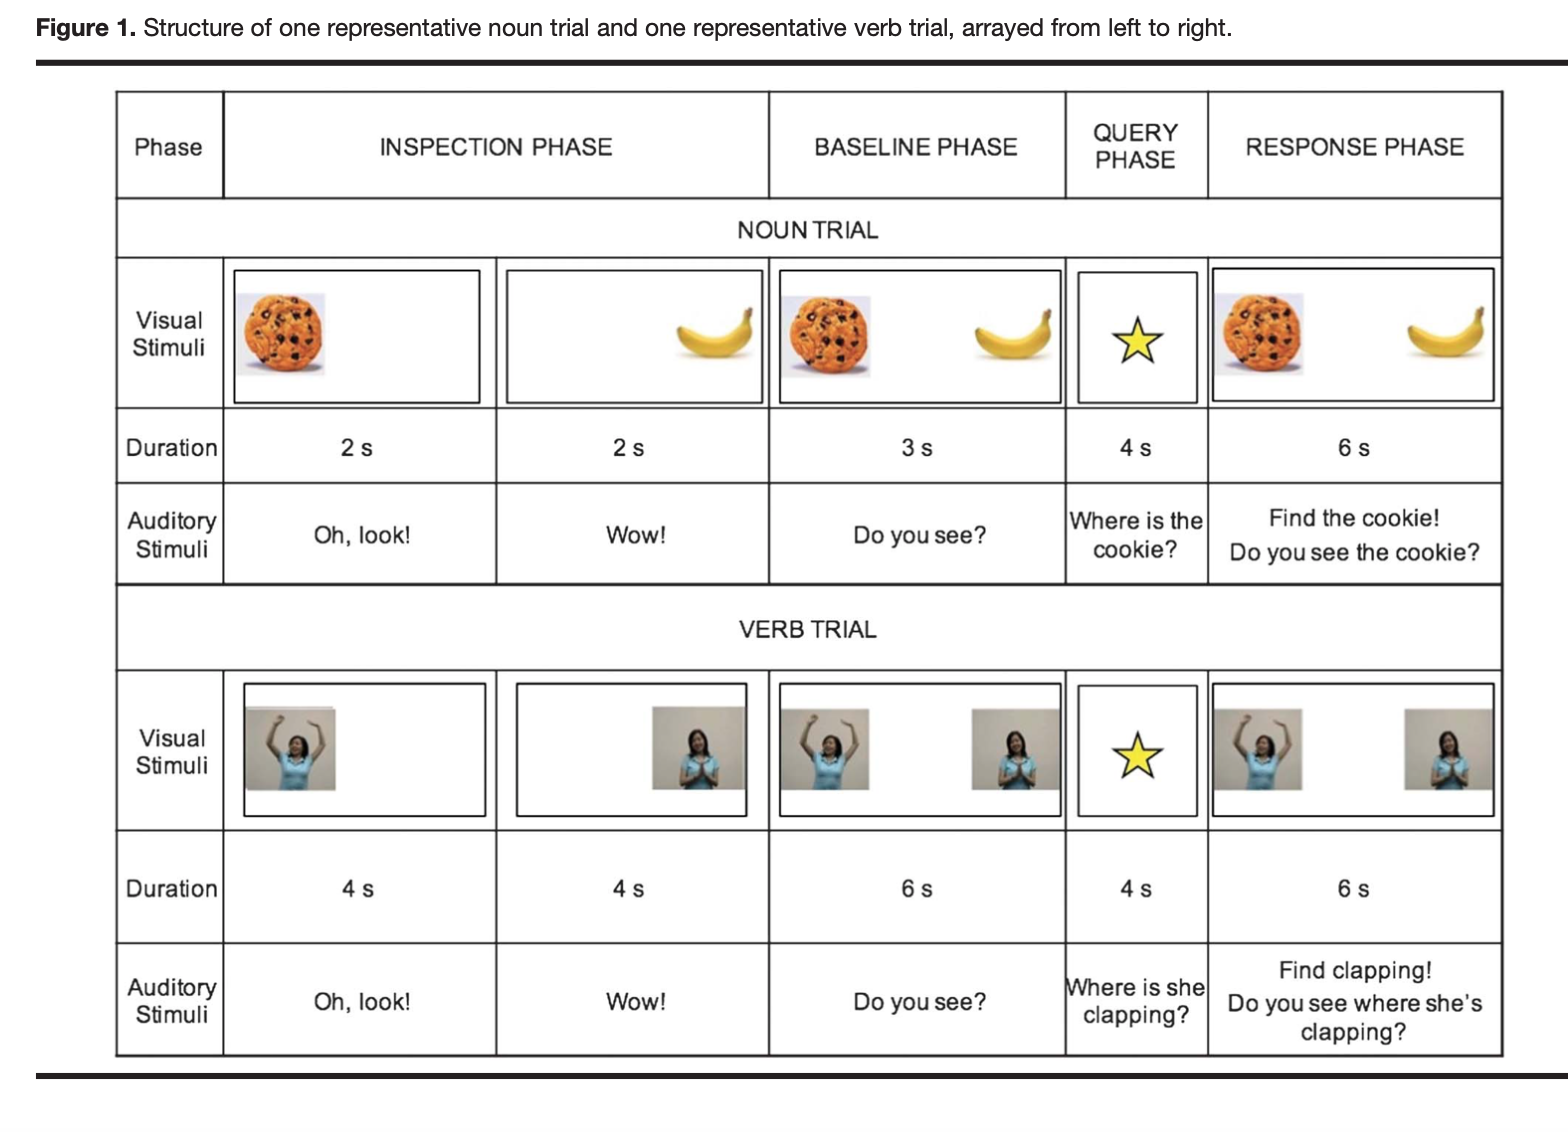 Figure 1. Structure of one representative noun trial and one representative verb trial, arrayed from left to right.
Phase
INSPECTION PHASE
BASELINE PHASE
QUERY
PHASE
RESPONSE PHASE
NOUN TRIAL
Visual
Stimuli
Duration
2 s
2 s
3 s
4 s
6 s
Auditory
Stimuli
Oh, look!
Wow!
Do you see?
Where is the
cookie?
Find the cookie!
Do you see the cookie?
VERB TRIAL
Visual
Stimuli
Duration
4 s
4 s
6 s
4 s
6 s
Auditory
Stimuli
Oh, look!
Wow!
Do you see?
Where is she
clapping?
Find clapping!
Do you see where she's
clapping?